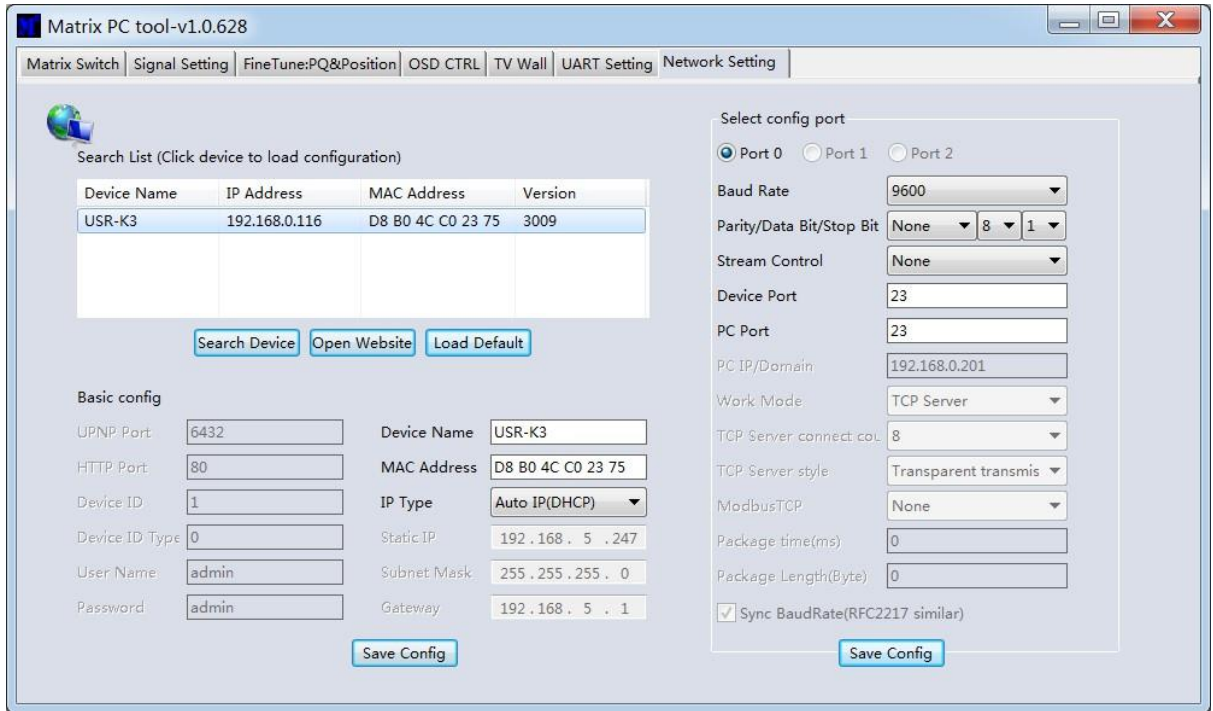 Matrix PC tool-v1.0.628
Matrix Switch Signal Setting FineTune:PQ&Position OSD CTRL TV Wall UART Setting Network Setting
Search List (Click device to load configuration)
Device Name IP Address MAC Address Version
USR-K3 192.168.0.116 D8 B0 4C C0 23 75 3009
Search Device Open Website Load Default
Basic config
UPNP Port 6432 Device Name USR-K3
HTTP Port 80 MAC Address D8 B0 4C C0 23 75
Device ID 1 IP Type Auto IP(DHCP)
Device ID Type 0 Static IP 192 . 168 . 5 . 247
User Name admin Subnet Mask 255 . 255 . 255 . 0
Password admin Gateway 192 . 168 . 5 . 1
Save Config
Select config port
Port 0 Port 1 Port 2
Baud Rate 9600
Parity/Data Bit/Stop Bit None 8 1
Stream Control None
Device Port 23
PC Port 23
PC IP/Domain 192.168.0.201
Work Mode TCP Server
TCP Server connect cou 8
TCP Server style Transparent transmis
ModbusTCP None
Package time(ms) 0
Package Length(Byte) 0
Sync BaudRate(RFC2217 similar)
Save Config